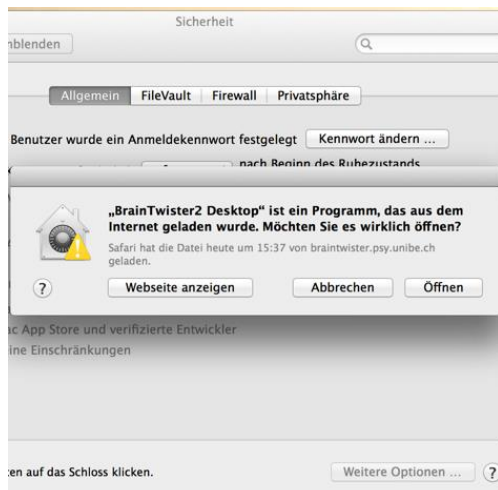 Sicherheit
nblenden
Allgemein FileVault Firewall Privatsphäre
Benutzer wurde ein Anmeldekennwort festgelegt Kennwort ändern ...
nach Beginn des Ruhezustands
„BrainTwister2 Desktop“ ist ein Programm, das aus dem
Internet geladen wurde. Möchten Sie es wirklich öffnen?
Safari hat die Datei heute um 15:37 von braintwister.psy.unibe.ch
geladen.
? Webseite anzeigen Abbrechen Öffnen
ac App Store und verifizierte Entwickler
ine Einschränkungen
en auf das Schloss klicken. Weitere Optionen ... ?